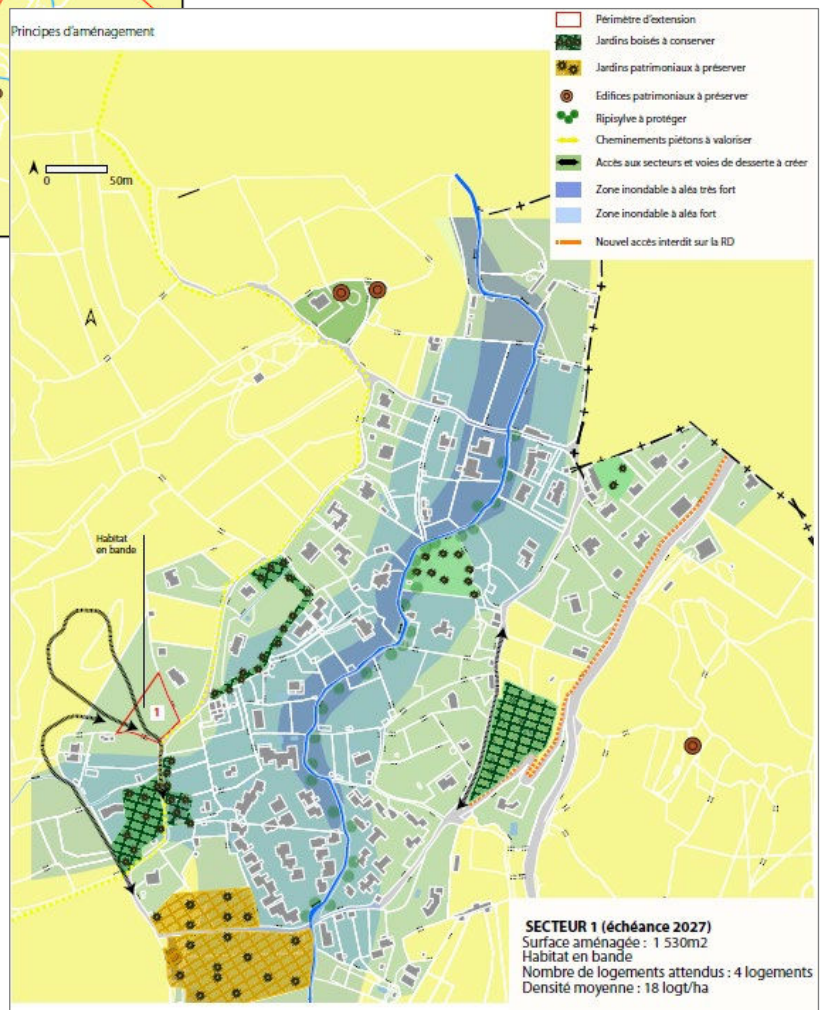 Principes d'aménagement
Périmètre d'extension
Jardins boisés à conserver
Jardins patrimoniaux à préserver
Edifices patrimoniaux à préserver
Ripisylve à protéger
Cheminements piétons à valoriser
Accès aux secteurs et voies de desserte à créer
Zone inondable à aléa très fort
Zone inondable à aléa fort
Nouvel accès interdit sur la RD
0 50m
Habitat
en bande
1
SECTEUR 1 (échéance 2027)
Surface aménagée : 1 530m2
Habitat en bande
Nombre de logements attendus : 4 logements
Densité moyenne : 18 logt/ha